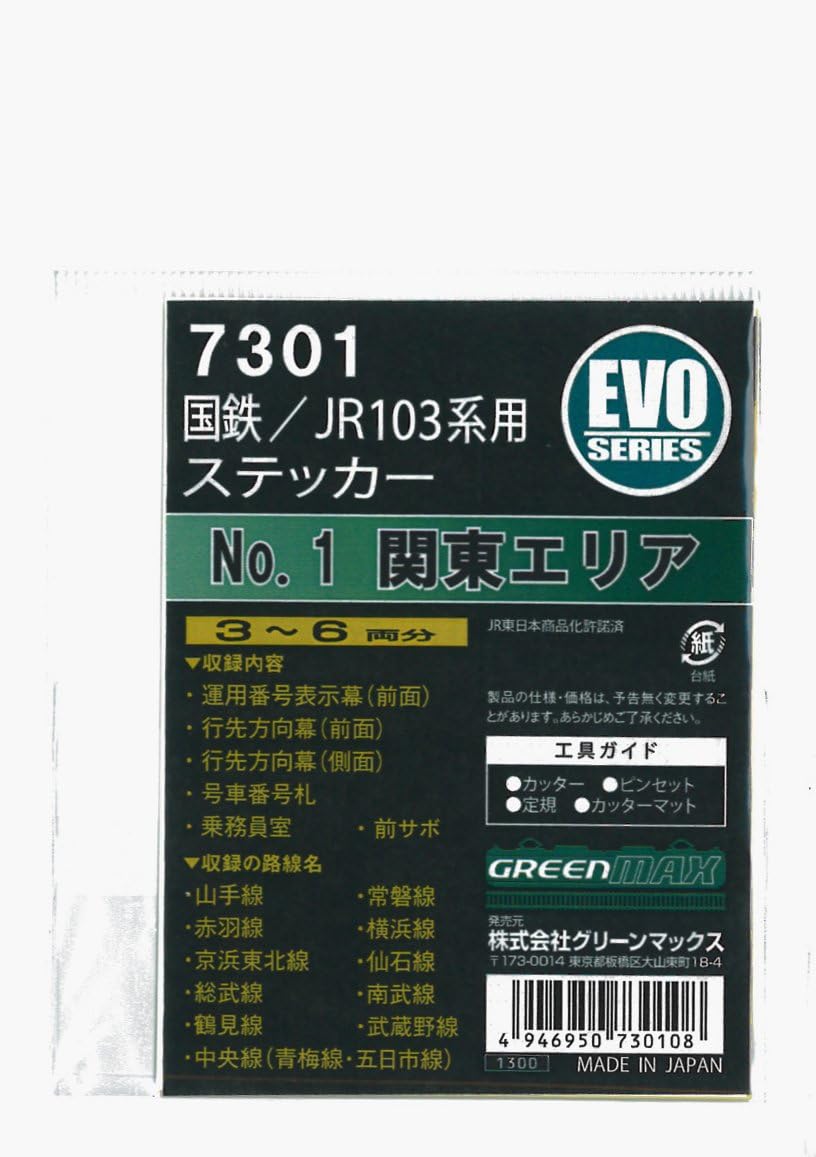 7301
国鉄／JR103系用
ステッカー
EVO
SERIES
No.1 関東エリア
3～6 両分
▼収録内容
・運用番号表示幕(前面)
・行先方向幕(前面)
・行先方向幕(側面)
・号車番号札
・乗務員室 ・前サボ
▼収録の路線名
・山手線 ・常磐線
・赤羽線 ・横浜線
・京浜東北線 ・仙石線
・総武線 ・南武線
・鶴見線 ・武蔵野線
・中央線(青梅線・五日市線)
JR東日本商品化許諾済
紙
台紙
製品の仕様・価格は、予告無く変更するこ
とがあります。あらかじめご了承ください。
工具ガイド
●カッター ●ピンセット
●定規 ●カッターマット
GREENMAX
発売元
株式会社グリーンマックス
〒173-0014 東京都板橋区大山東町18-4
4 946950 730108
1300 MADE IN JAPAN